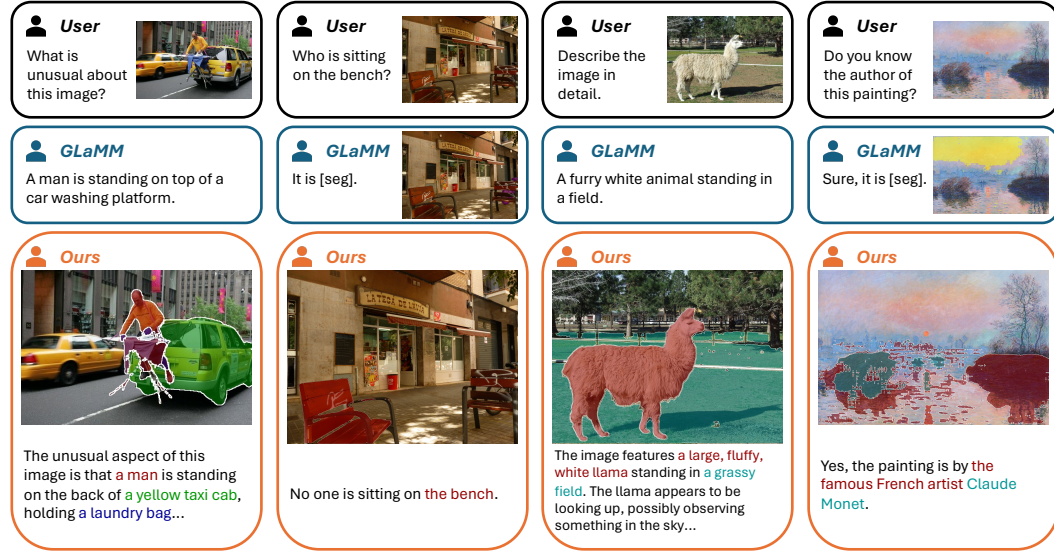 User
What is
unusual about
this image?
User
Who is sitting
on the bench?
User
Describe the
image in
detail.
User
Do you know
the author of
this painting?
GLaMM
A man is standing on top of a
car washing platform.
GLaMM
It is [seg].
GLaMM
A furry white animal standing in
a field.
GLaMM
Sure, it is [seg].
Ours
The unusual aspect of this
image is that a man is standing
on the back of a yellow taxi cab,
holding a laundry bag...
Ours
No one is sitting on the bench.
Ours
The image features a large, fluffy,
white llama standing in a grassy
field. The llama appears to be
looking up, possibly observing
something in the sky...
Ours
Yes, the painting is by the
famous French artist Claude
Monet.